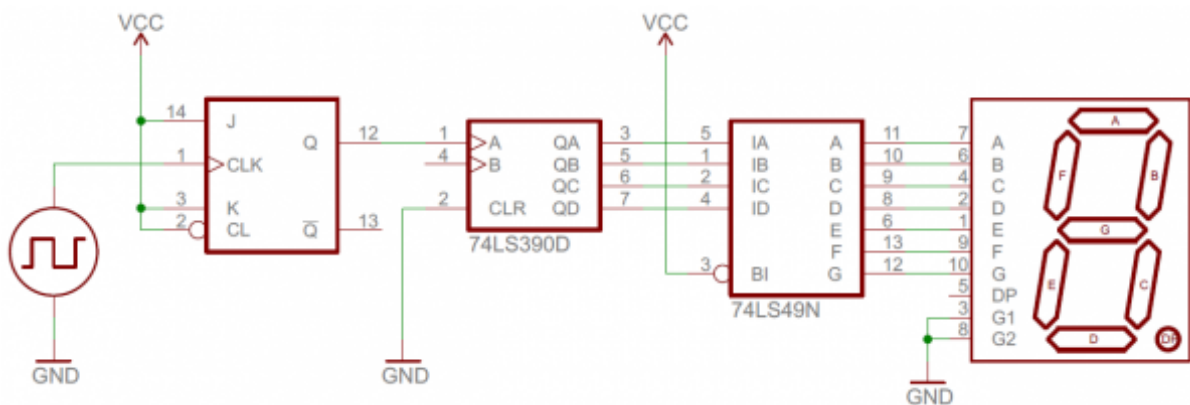 VCC
14 J
1 CLK
3 K
2 CL
Q 12
Q 13
GND
1 A
4 B
2 CLR
QA 3
QB 5
QC 6
QD 7
74LS390D
GND
VCC
5 IA
1 IB
2 IC
4 ID
3 BI
A 11
B 10
C 9
D 8
E 6
F 13
G 12
74LS49N
7 A
6 B
4 C
2 D
1 E
9 F
10 G
5 DP
3 G1
8 G2
GND
A
F
B
G
E
C
D
DP